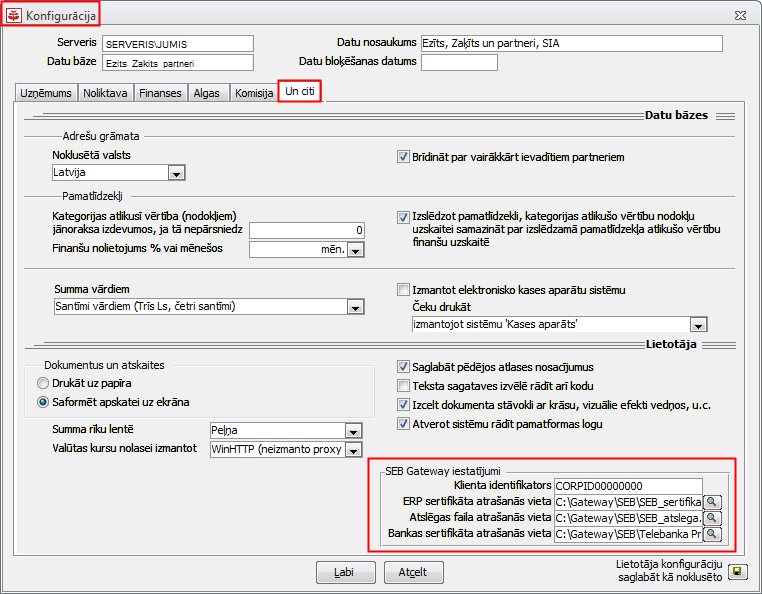 Konfigurācija
Serveris SERVERIS\JUMIS Datu nosaukums Ezīts, Zaķīts un partneri, SIA
Datu bāze Ezits_Zakits_partneri Datu bloķēšanas datums
Uzņēmums Noliktava Finanses Algas Komisija Un citi
Datu bāzes
Adrešu grāmata
Noklusētā valsts
Latvija
Brīdināt par vairākkārt ievadītiem partneriem
Pamatlīdzekļi
Kategorijas atlikusī vērtība (nodokļiem)
jānoraksa izdevumos, ja tā nepārsniedz 0
Finanšu nolietojums % vai mēnešos mēn.
Izslēdzot pamatlīdzekli, kategorijas atlikušo vērtību nodokļu
uzskaitei samazināt par izslēdzamā pamatlīdzekļa atlikušo vērtību
finanšu uzskaitē
Summa vārdiem
Santīmi vārdiem (Trīs Ls, četri santīmi)
Izmantot elektronisko kases aparātu sistēmu
Čeku drukāt
izmantojot sistēmu 'Kases aparāts'
Lietotāja
Dokumentus un atskaites
Drukāt uz papīra
Saformēt apskatei uz ekrāna
Summa rīku lentē Peļņa
Valūtas kursu nolasei izmantot WinHTTP (neizmanto proxy
Saglabāt pēdējos atlases nosacījumus
Teksta sagataves izvēlē rādīt arī kodu
Izcelt dokumenta stāvokli ar krāsu, vizuālie efekti vedņos, u.c.
Atverot sistēmu rādīt pamatformas logu
SEB Gateway iestatījumi
Klienta identifikators CORPID00000000
ERP sertifikāta atrašanās vieta C:\Gateway\SEB\SEB_sertifika
Atslēgas faila atrašanās vieta C:\Gateway\SEB\SEB_atslega.
Bankas sertifikāta atrašanās vieta C:\Gateway\SEB\Telebanka Pr
Labi Atcelt
Lietotāja konfigurāciju
saglabāt kā noklusēto